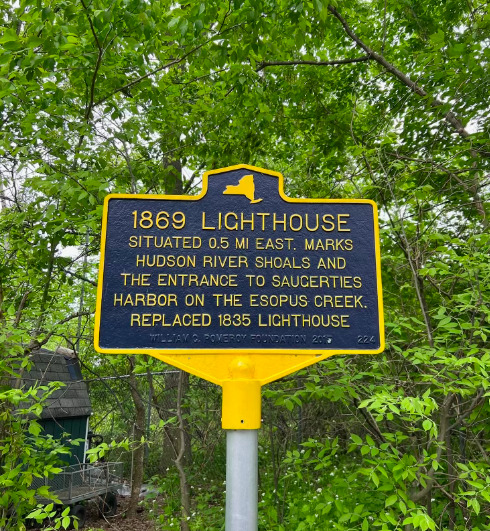 1869 LIGHTHOUSE
SITUATED 0.5 MI EAST. MARKS
HUDSON RIVER SHOALS AND
THE ENTRANCE TO SAUGERTIES
HARBOR ON THE ESOPUS CREEK.
REPLACED 1835 LIGHTHOUSE
WILLIAM G. POMEROY FOUNDATION 224